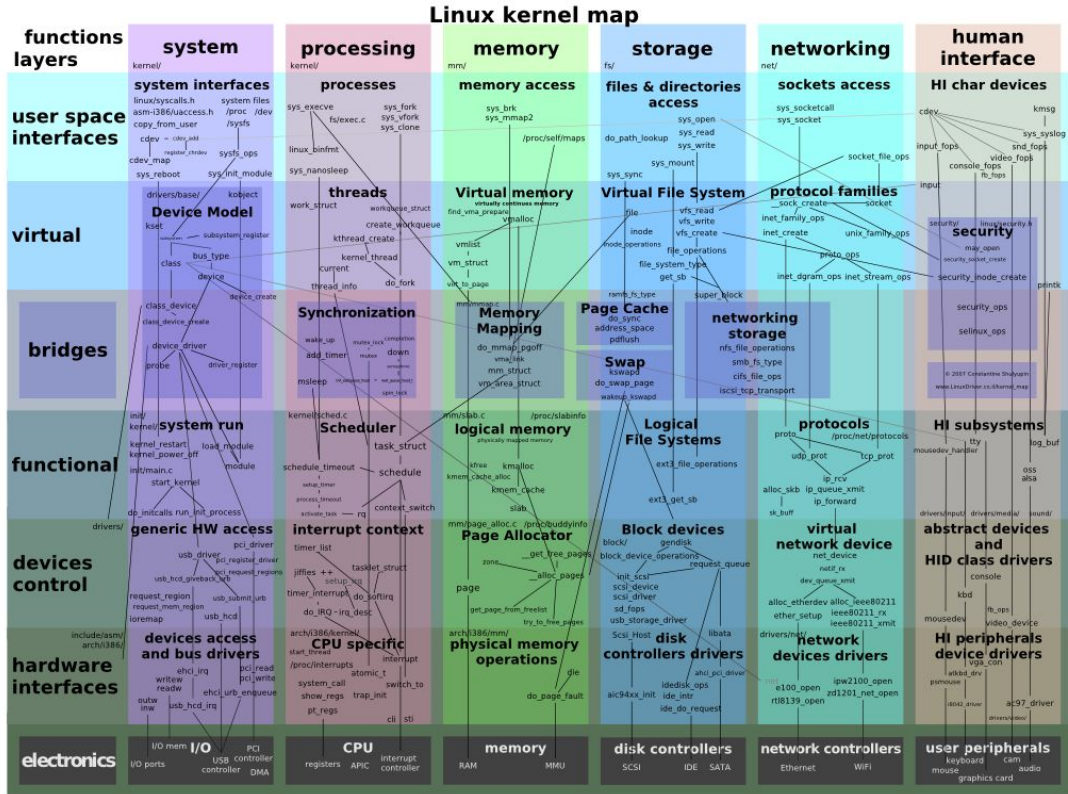 Linux kernel map
functions
layers
system
processing
memory
storage
networking
human
interface
kernel/
kernel/
mm/
fs/
net/
user space
interfaces
system interfaces
linux/syscalls.h
system files
asm-i386/uaccess.h
/proc /dev
copy_from_user
/sysfs
cdev
cdev_add
register_chrdev
cdev_map
sysfs_ops
sys_reboot
sys_init_module
processes
sys_execve
sys_fork
fs/exec.c
sys_vfork
sys_clone
linux_binfmt
sys_nanosleep
memory access
sys_brk
sys_mmap2
/proc/self/maps
files & directories
access
sys_open
do_path_lookup
sys_read
sys_write
sys_mount
sys_sync
sockets access
sys_socketcall
sys_socket
socket_file_ops
HI char devices
cdev
kmsg
sys_syslog
input_fops
snd_fops
video_fops
console_fops
fb_fops
virtual
drivers/base/
kobject
Device Model
kset
subsystem_register
bus_type
class
device
device_create
threads
work_struct
workqueue_struct
create_workqueue
kthread_create
kernel_thread
current
do_fork
thread_info
Virtual memory
virtually continuos memory
find_vma_prepare
vmalloc
vmlist
vm_struct
virt_to_page
Virtual File System
file
vfs_read
vfs_write
inode
vfs_create
inode_operations
file_operations
file_system_type
get_sb
ramfs_fs_type
super_block
protocol families
__sock_create
socket
inet_family_ops
unix_family_ops
inet_create
proto_ops
inet_dgram_ops
inet_stream_ops
input
security/
linux/security.h
security
may_open
security_socket_create
security_inode_create
printk
bridges
class_device
class_device_create
device_driver
probe
driver_register
Synchronization
wake_up
mutex_lock
completion
add_timer
mutex
down
msleep
spin_lock
mm/mmap.c
Memory
Mapping
do_mmap_pgoff
vma_link
mm_struct
vm_area_struct
Page Cache
do_sync
address_space
pdflush
Swap
kswapd
do_swap_page
wakeup_kswapd
networking
storage
nfs_file_operations
smb_fs_type
cifs_file_ops
iscsi_tcp_transport
security_ops
selinux_ops
© 2007 Constantine Shulyupin
www.LinuxDriver.co.il/kernel_map
functional
init/
kernel/
system run
kernel_restart
kernel_power_off
load_module
module
init/main.c
start_kernel
do_initcalls
run_init_process
drivers/
kernel/sched.c
Scheduler
task_struct
schedule_timeout
schedule
setup_timer
process_timeout
context_switch
activate_task
rq
mm/slab.c
/proc/slabinfo
logical memory
physically mapped memory
kfree
kmalloc
kmem_cache_alloc
kmem_cache
slab
Logical
File Systems
ext3_file_operations
ext3_get_sb
protocols
proto
/proc/net/protocols
udp_prot
tcp_prot
ip_rcv
alloc_skb
ip_queue_xmit
ip_forward
sk_buff
HI subsystems
tty
mousedev_handler
log_buf
oss
alsa
drivers/input/
drivers/media/
sound/
devices
control
generic HW access
pci_driver
usb_driver
pci_register_driver
pci_request_regions
usb_hcd_giveback_urb
request_region
usb_submit_urb
request_mem_region
ioremap
usb_hcd
interrupt context
timer_list
jiffies ++
tasklet_struct
setup_irq
timer_interrupt
do_softirq
do_IRQ
irq_desc
mm/page_alloc.c
/proc/buddyinfo
Page Allocator
__get_free_pages
zone
__alloc_pages
page
get_page_from_freelist
try_to_free_pages
Block devices
block/
gendisk
block_device_operations
request_queue
init_scsi
scsi_device
scsi_driver
sd_fops
usb_storage_driver
virtual
network device
net_device
netif_rx
dev_queue_xmit
alloc_etherdev
alloc_ieee80211
ether_setup
ieee80211_rx
ieee80211_xmit
abstract devices
and
HID class drivers
console
kbd
fb_ops
mousedev
video_device
hardware
interfaces
include/asm/
arch/i386/
devices access
and bus drivers
ehci_irq
pci_read
pci_write
writew
readw
ehci_urb_enqueue
outw
inw
usb_hcd_irq
arch/i386/kernel/
CPU specific
start_thread
interrupt
/proc/interrupts
atomic_t
system_call
switch_to
show_regs
trap_init
pt_regs
cli
sti
arch/i386/mm/
physical memory
operations
die
do_page_fault
Scsi_Host
libata
disk
controllers drivers
ahci_pci_driver
idedisk_ops
aic94xx_init
ide_intr
ide_do_request
drivers/net/
network
devices drivers
net
ipw2100_open
e100_open
zd1201_net_open
rtl8139_open
HI peripherals
device drivers
vga_con
atkbd_drv
psmouse
i8042_driver
ac97_driver
drivers/video/
electronics
I/O
I/O mem
I/O ports
USB
controller
PCI
controller
DMA
CPU
registers
APIC
interrupt
controller
memory
RAM
MMU
disk controllers
SCSI
IDE
SATA
network controllers
Ethernet
WiFi
user peripherals
keyboard
cam
mouse
audio
graphics card